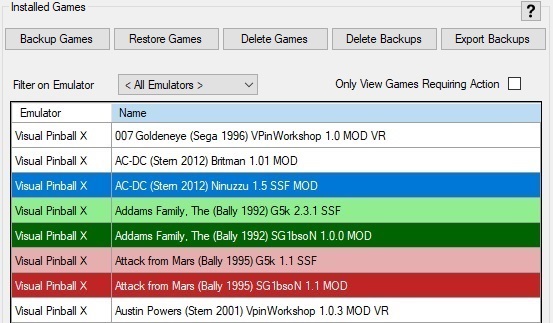 Installed Games
?
Backup Games Restore Games Delete Games Delete Backups Export Backups
Filter on Emulator < All Emulators > Only View Games Requiring Action
Emulator Name
Visual Pinball X 007 Goldeneye (Sega 1996) VPinWorkshop 1.0 MOD VR
Visual Pinball X AC-DC (Stern 2012) Britman 1.01 MOD
Visual Pinball X AC-DC (Stern 2012) Ninuzzu 1.5 SSF MOD
Visual Pinball X Addams Family, The (Bally 1992) G5k 2.3.1 SSF
Visual Pinball X Addams Family, The (Bally 1992) SG1bsoN 1.0.0 MOD
Visual Pinball X Attack from Mars (Bally 1995) G5k 1.1 SSF
Visual Pinball X Attack from Mars (Bally 1995) SG1bsoN 1.1 MOD
Visual Pinball X Austin Powers (Stern 2001) VpinWorkshop 1.0.3 MOD VR